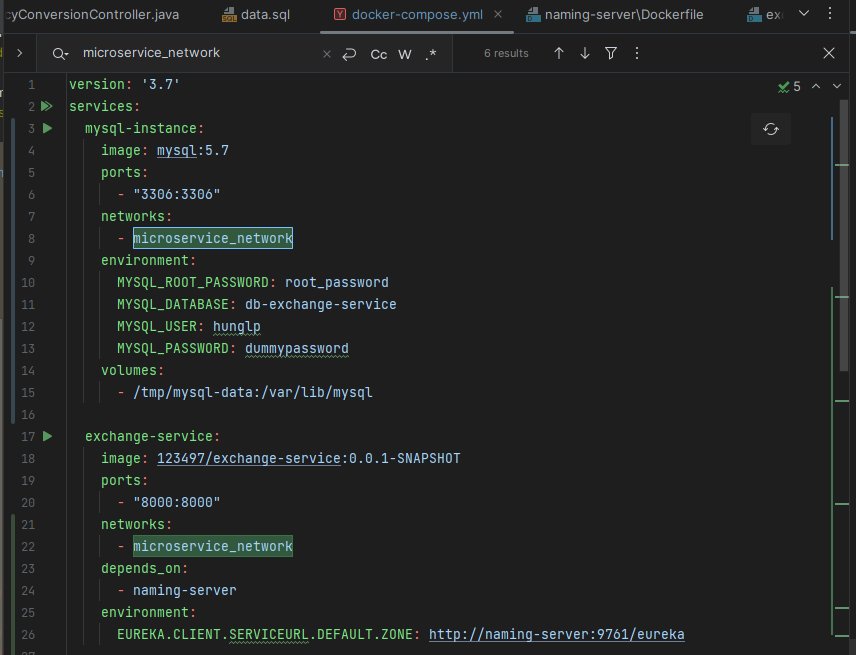 cyConversionController.java data.sql docker-compose.yml naming-server\Dockerfile ex
microservice_network Cc W .* 6 results
1 version: '3.7' 5
2 services:
3 mysql-instance:
4 image: mysql:5.7
5 ports:
6 - "3306:3306"
7 networks:
8 - microservice_network
9 environment:
10 MYSQL_ROOT_PASSWORD: root_password
11 MYSQL_DATABASE: db-exchange-service
12 MYSQL_USER: hunglp
13 MYSQL_PASSWORD: dummypassword
14 volumes:
15 - /tmp/mysql-data:/var/lib/mysql
16
17 exchange-service:
18 image: 123497/exchange-service:0.0.1-SNAPSHOT
19 ports:
20 - "8000:8000"
21 networks:
22 - microservice_network
23 depends_on:
24 - naming-server
25 environment:
26 EUREKA.CLIENT.SERVICEURL.DEFAULT.ZONE: http://naming-server:9761/eureka
27